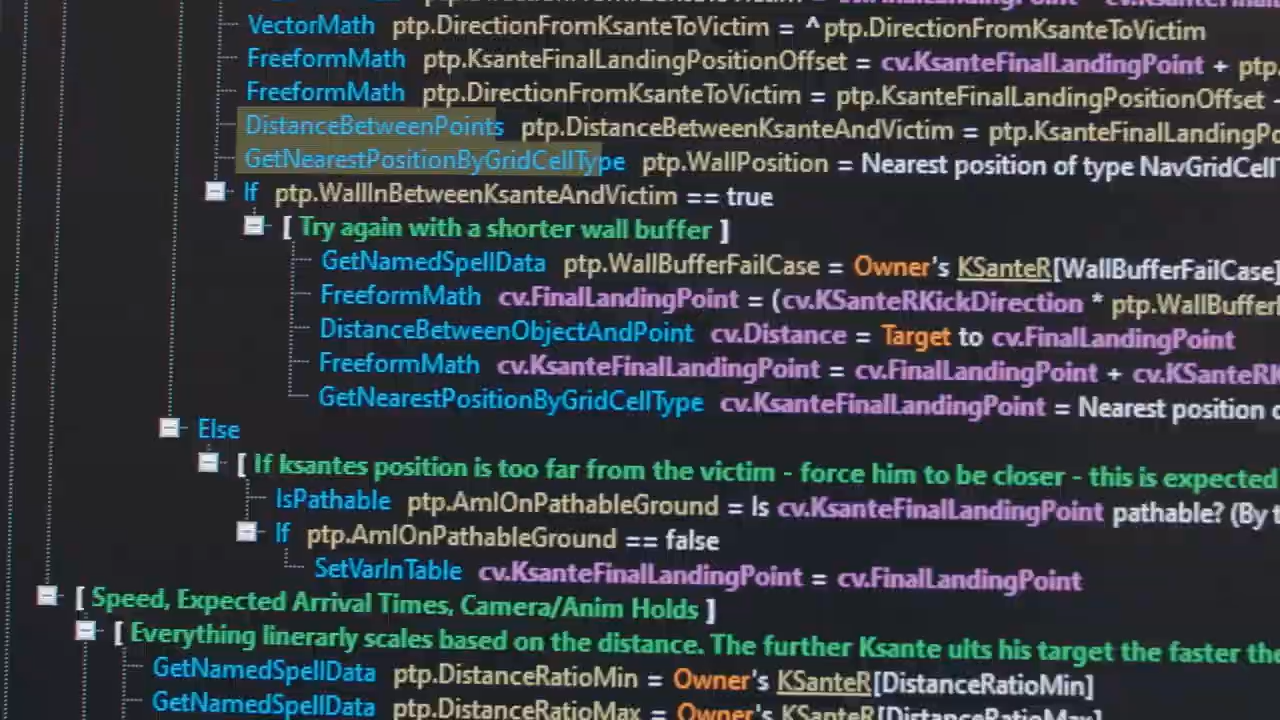 VectorMath ptp.DirectionFromKsanteToVictim = ^ptp.DirectionFromKsanteToVictim
FreeformMath ptp.KsanteFinalLandingPositionOffset = cv.KsanteFinalLandingPoint + ptp.
FreeformMath ptp.DirectionFromKsanteToVictim = ptp.KsanteFinalLandingPositionOffset -
DistanceBetweenPoints ptp.DistanceBetweenKsanteAndVictim = ptp.KsanteFinalLandingPo
GetNearestPositionByGridCellType ptp.WallPosition = Nearest position of type NavGridCell
If ptp.WallInBetweenKsanteAndVictim == true
[ Try again with a shorter wall buffer ]
GetNamedSpellData ptp.WallBufferFailCase = Owner's KSanteR[WallBufferFailCase]
FreeformMath cv.FinalLandingPoint = (cv.KSanteRKickDirection * ptp.WallBuffer
DistanceBetweenObjectAndPoint cv.Distance = Target to cv.FinalLandingPoint
FreeformMath cv.KsanteFinalLandingPoint = cv.FinalLandingPoint + cv.KSanteRK
GetNearestPositionByGridCellType cv.KsanteFinalLandingPoint = Nearest position
Else
[ If ksantes position is too far from the victim - force him to be closer - this is expected
IsPathable ptp.AmIOnPathableGround = Is cv.KsanteFinalLandingPoint pathable? (By
If ptp.AmIOnPathableGround == false
SetVarInTable cv.KsanteFinalLandingPoint = cv.FinalLandingPoint
[ Speed, Expected Arrival Times, Camera/Anim Holds ]
[ Everything linerarly scales based on the distance. The further Ksante ults his target the faster the
GetNamedSpellData ptp.DistanceRatioMin = Owner's KSanteR[DistanceRatioMin]
GetNamedSpellData ptp.DistanceRatioMax = Owner's KSanteR[DistanceRatioMax]